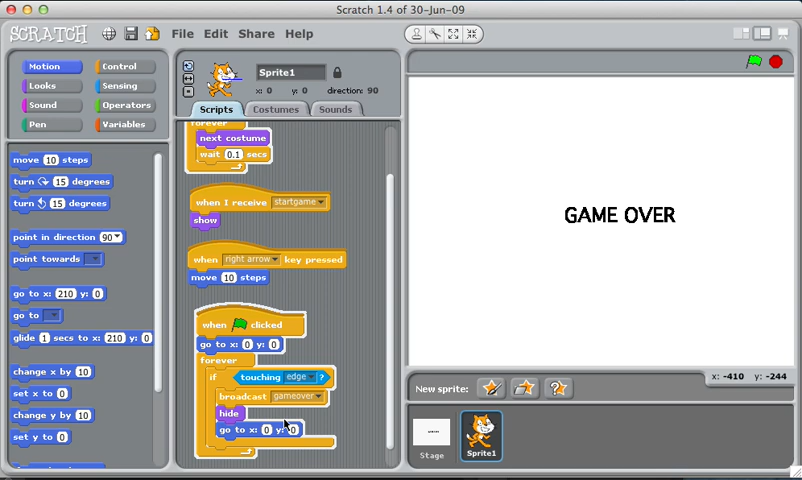 Scratch 1.4 of 30-Jun-09
SCRATCH File Edit Share Help
Motion Control
Looks Sensing
Sound Operators
Pen Variables
move 10 steps
turn 15 degrees
turn 15 degrees
point in direction 90
point towards
go to x: 210 y: 0
go to
glide 1 secs to x: 210 y: 0
change x by 10
set x to 0
change y by 10
set y to 0
Sprite1
x: 0 y: 0 direction: 90
Scripts Costumes Sounds
forever
next costume
wait 0.1 secs
when I receive startgame
show
when right arrow key pressed
move 10 steps
when clicked
go to x: 0 y: 0
forever
if touching edge ?
broadcast gameover
hide
go to x: 0 y: 0
GAME OVER
x: -410 y: -244
New sprite:
Stage
Sprite1